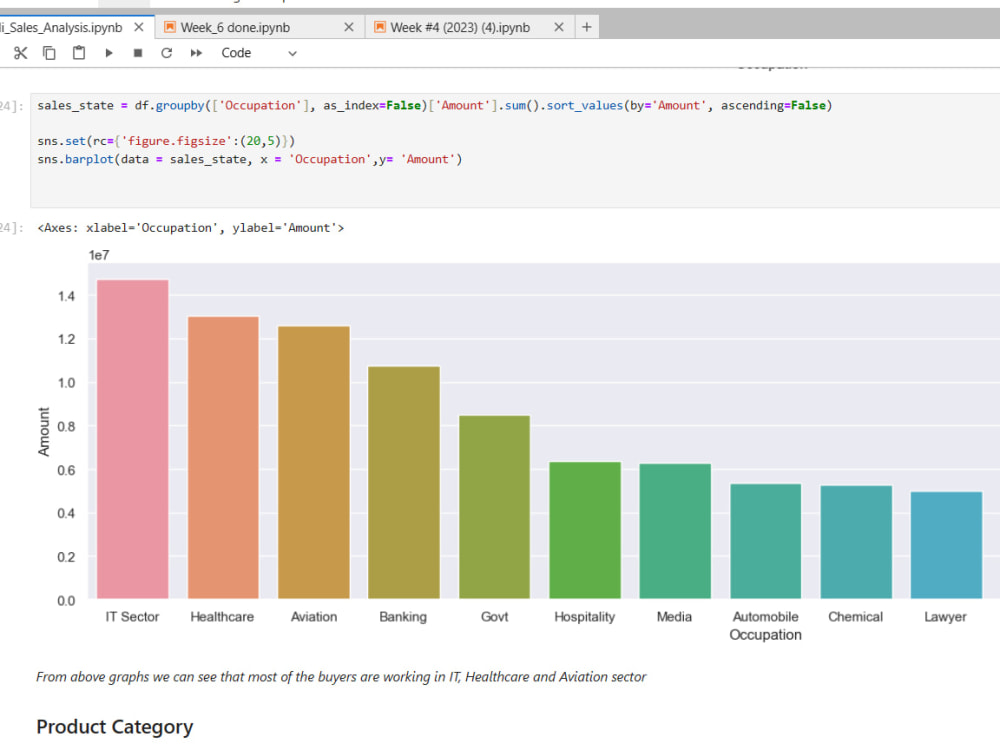 i_Sales_Analysis.ipynb
Week_6 done.ipynb
Week #4 (2023) (4).ipynb
Code
24]:
sales_state = df.groupby(['Occupation'], as_index=False)['Amount'].sum().sort_values(by='Amount', ascending=False)
sns.set(rc={'figure.figsize':(20,5)})
sns.barplot(data = sales_state, x = 'Occupation',y= 'Amount')
24]:
<Axes: xlabel='Occupation', ylabel='Amount'>
1e7
1.4
1.2
1.0
0.8
0.6
0.4
0.2
0.0
Amount
IT Sector Healthcare Aviation Banking Govt Hospitality Media Automobile Chemical Lawyer
Occupation
From above graphs we can see that most of the buyers are working in IT, Healthcare and Aviation sector
Product Category